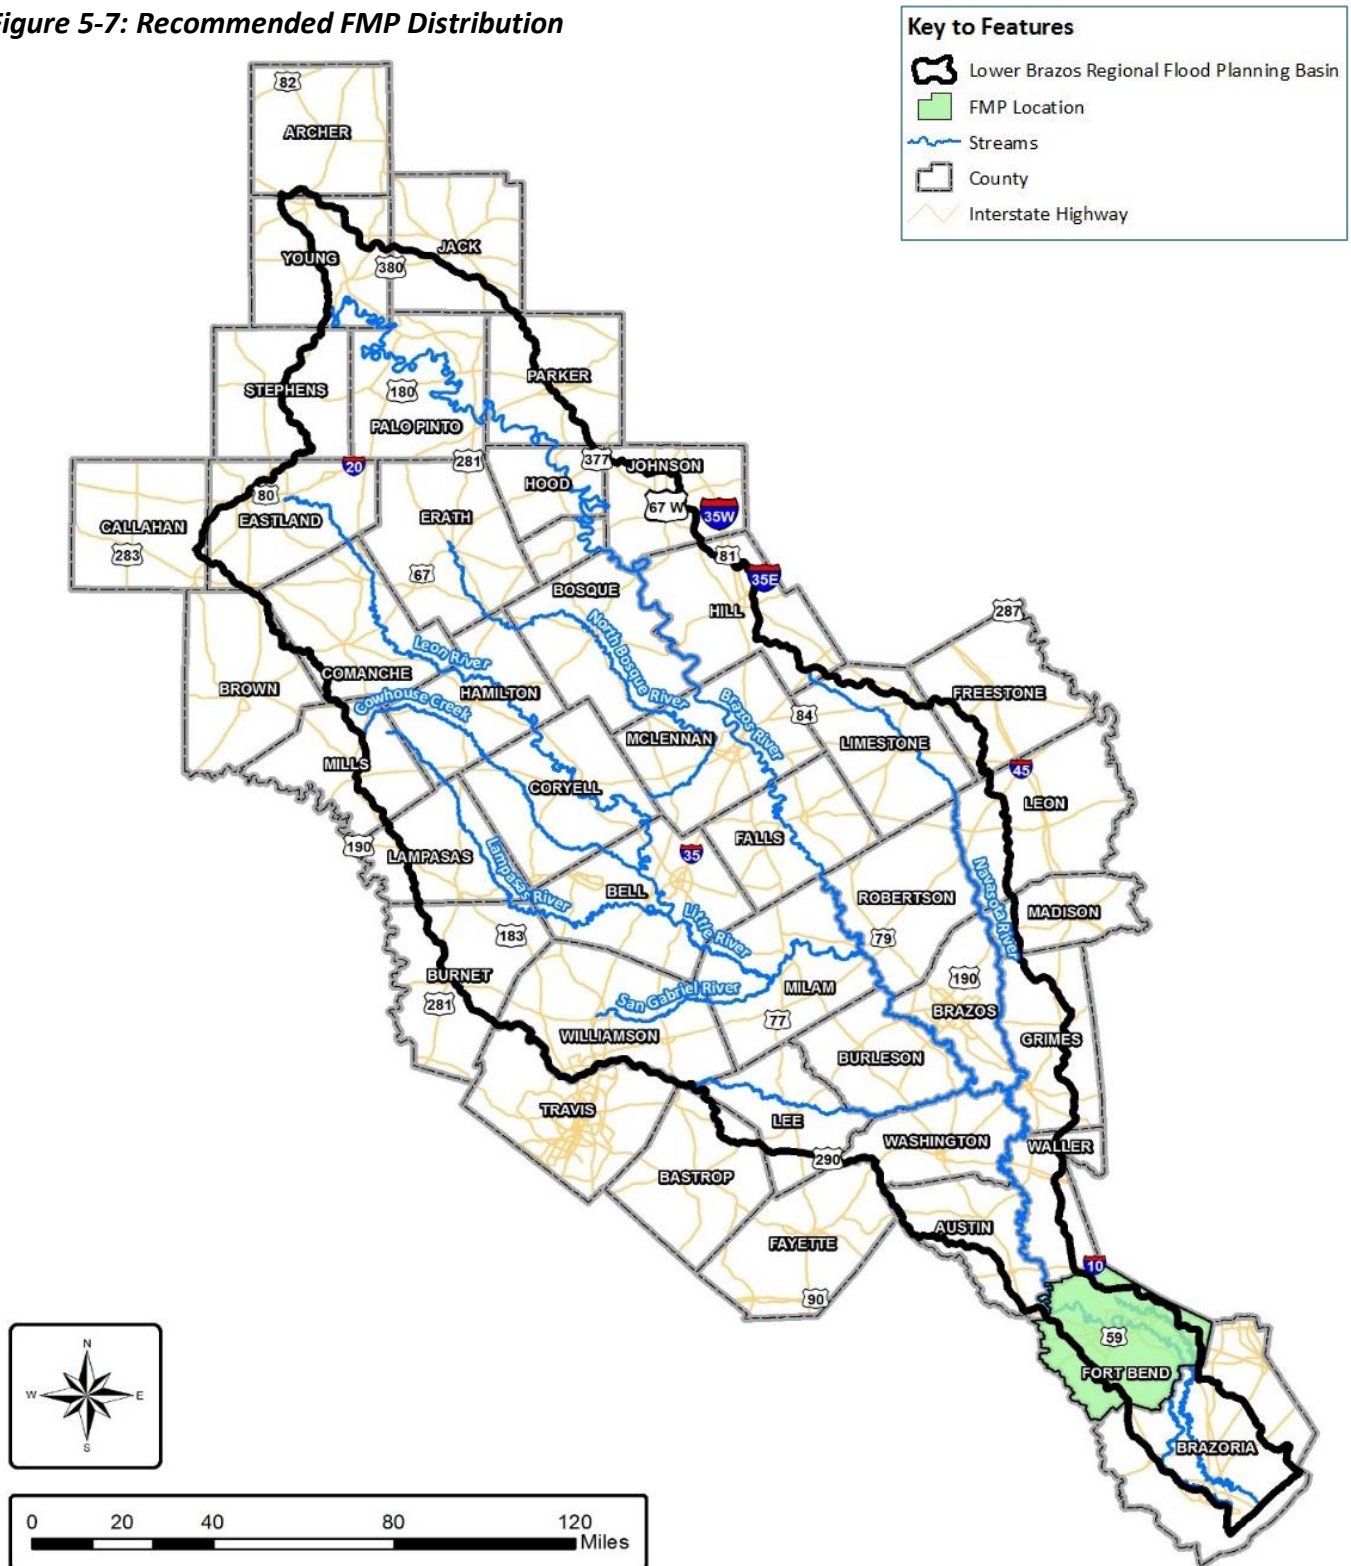 Figure 5-7: Recommended FMP Distribution
Key to Features
Lower Brazos Regional Flood Planning Basin
FMP Location
Streams
County
Interstate Highway
82
ARCHER
JACK
YOUNG
380
PARKER
STEPHENS
180
PALO PINTO
20
281
377
JOHNSON
HOOD
80
67 W
35W
EASTLAND
ERATH
CALLAHAN
283
81
67
35E
BOSQUE
HILL
287
North Bosque River
Leon River
COMANCHE
BROWN
HAMILTON
FREESTONE
Cowhouse Creek
Brazos River
84
MCLENNAN
LIMESTONE
MILLS
45
CORYELL
LEON
FALLS
190
LAMPASAS
35
Lampasas River
BELL
ROBERTSON
Navasota River
MADISON
Little River
183
79
BURNET
190
281
San Gabriel River
MILAM
BRAZOS
77
WILLIAMSON
GRIMES
BURLESON
TRAVIS
LEE
WASHINGTON
WALLER
290
BASTROP
AUSTIN
FAYETTE
10
90
59
FORT BEND
BRAZORIA
N
W
E
S
0 20 40 80 120
Miles